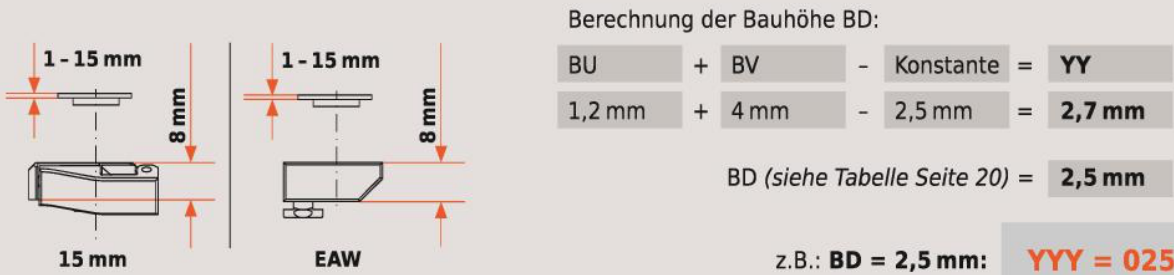 1 - 15 mm
8 mm
15 mm
1 - 15 mm
8 mm
EAW
Berechnung der Bauhöhe BD:
BU + BV – Konstante = YY
1,2 mm + 4 mm – 2,5 mm = 2,7 mm
BD (siehe Tabelle Seite 20) = 2,5 mm
z.B.: BD = 2,5 mm: YYY = 025